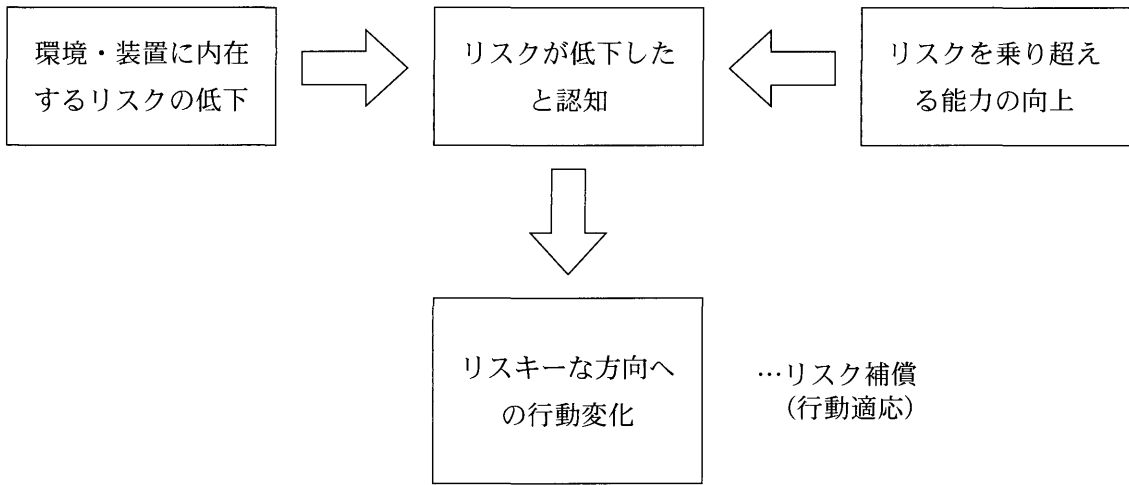 環境・装置に内在
するリスクの低下
リスクが低下した
と認知
リスクを乗り超え
る能力の向上
リスキーな方向へ
の行動変化
…リスク補償
(行動適応)